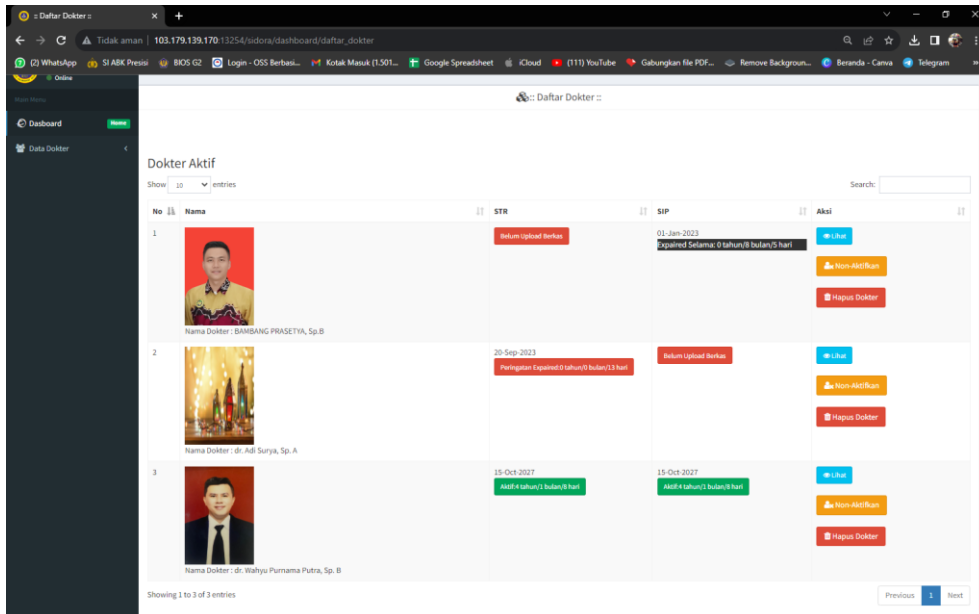 :: Daftar Dokter ::
Tidak aman | 103.179.139.170:13254/sidora/dashboard/daftar_dokter
(2) WhatsApp SI ABK Presisi BIOS G2 Login - OSS Berbasi... Kotak Masuk (1.501... Google Spreadsheet iCloud (111) YouTube Gabungkan file PDF... Remove Backgroun... Beranda - Canva Telegram »
Online
:: Daftar Dokter ::
Main Menu
Dasboard Home
Data Dokter
Dokter Aktif
Show 10 entries Search:
No Nama STR SIP Aksi
1 Belum Upload Berkas 01-Jan-2023 Lihat
Expaired Selama: 0 tahun/8 bulan/5 hari
Non-Aktifkan
Hapus Dokter
Nama Dokter : BAMBANG PRASETYA, Sp.B
2 20-Sep-2023 Belum Upload Berkas Lihat
Peringatan Expaired:0 tahun/0 bulan/13 hari
Non-Aktifkan
Hapus Dokter
Nama Dokter : dr. Adi Surya, Sp. A
3 15-Oct-2027 15-Oct-2027 Lihat
Aktif:4 tahun/1 bulan/8 hari Aktif:4 tahun/1 bulan/8 hari
Non-Aktifkan
Hapus Dokter
Nama Dokter : dr. Wahyu Purnama Putra, Sp. B
Showing 1 to 3 of 3 entries Previous 1 Next